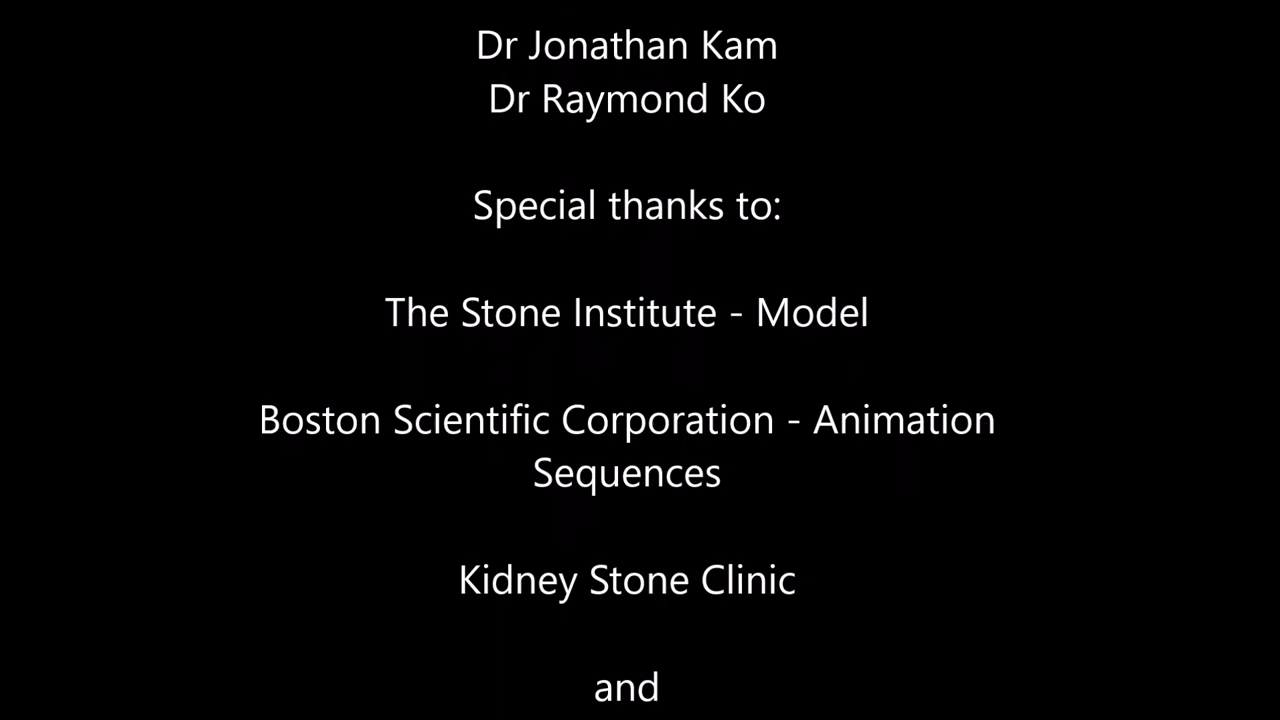 Dr Jonathan Kam
Dr Raymond Ko
Special thanks to:
The Stone Institute - Model
Boston Scientific Corporation - Animation
Sequences
Kidney Stone Clinic
and